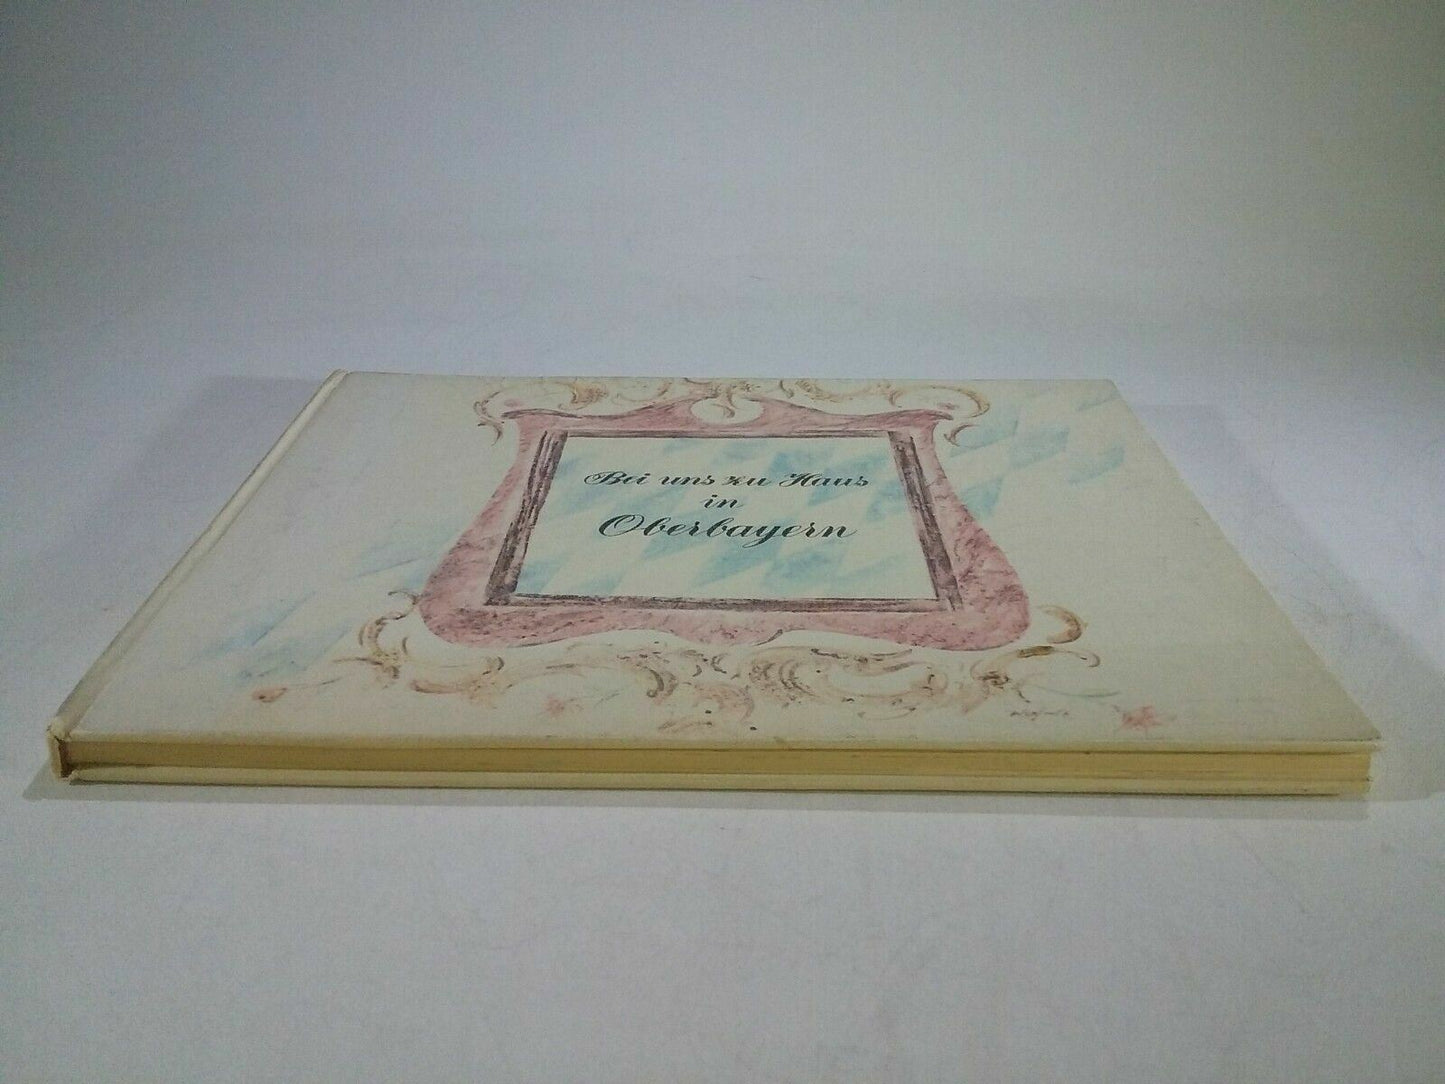 Bei uns zu Haus
in
Oberbayern